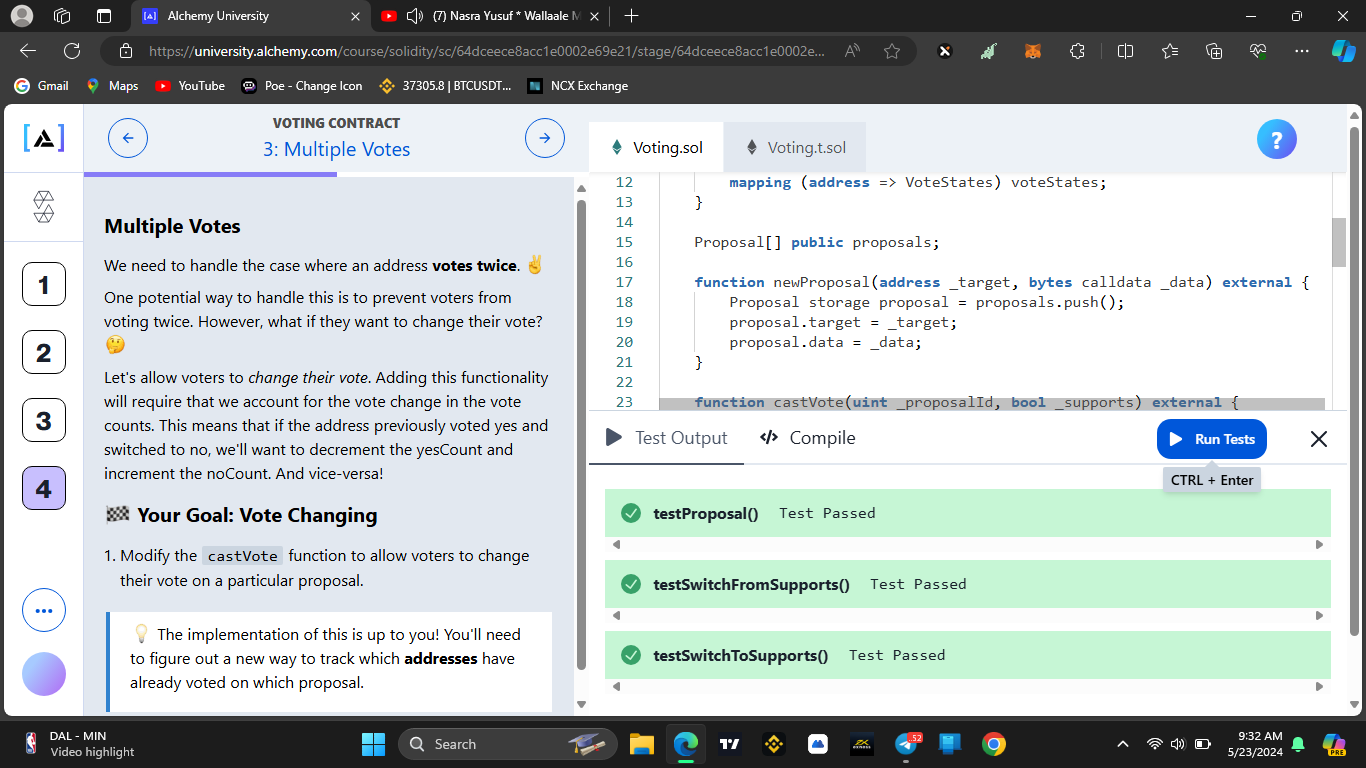 Alchemy University
(7) Nasra Yusuf * Wallaale M
https://university.alchemy.com/course/solidity/sc/64dceece8acc1e0002e69e21/stage/64dceece8acc1e0002e...
Gmail
Maps
YouTube
Poe - Change Icon
37305.8 | BTCUSDT...
NCX Exchange
VOTING CONTRACT
3: Multiple Votes
1
2
3
4
Multiple Votes
We need to handle the case where an address votes twice. ✌
One potential way to handle this is to prevent voters from
voting twice. However, what if they want to change their vote?
🤔
Let's allow voters to change their vote. Adding this functionality
will require that we account for the vote change in the vote
counts. This means that if the address previously voted yes and
switched to no, we'll want to decrement the yesCount and
increment the noCount. And vice-versa!
🏁 Your Goal: Vote Changing
1. Modify the castVote function to allow voters to change
their vote on a particular proposal.
💡 The implementation of this is up to you! You'll need
to figure out a new way to track which addresses have
already voted on which proposal.
Voting.sol
Voting.t.sol
?
12 mapping (address => VoteStates) voteStates;
13 }
14
15 Proposal[] public proposals;
16
17 function newProposal(address _target, bytes calldata _data) external {
18 Proposal storage proposal = proposals.push();
19 proposal.target = _target;
20 proposal.data = _data;
21 }
22
23 function castVote(uint _proposalId, bool _supports) external {
Test Output
Compile
Run Tests
CTRL + Enter
testProposal() Test Passed
testSwitchFromSupports() Test Passed
testSwitchToSupports() Test Passed
DAL - MIN
Video highlight
Search
52
PRE
9:32 AM
5/23/2024